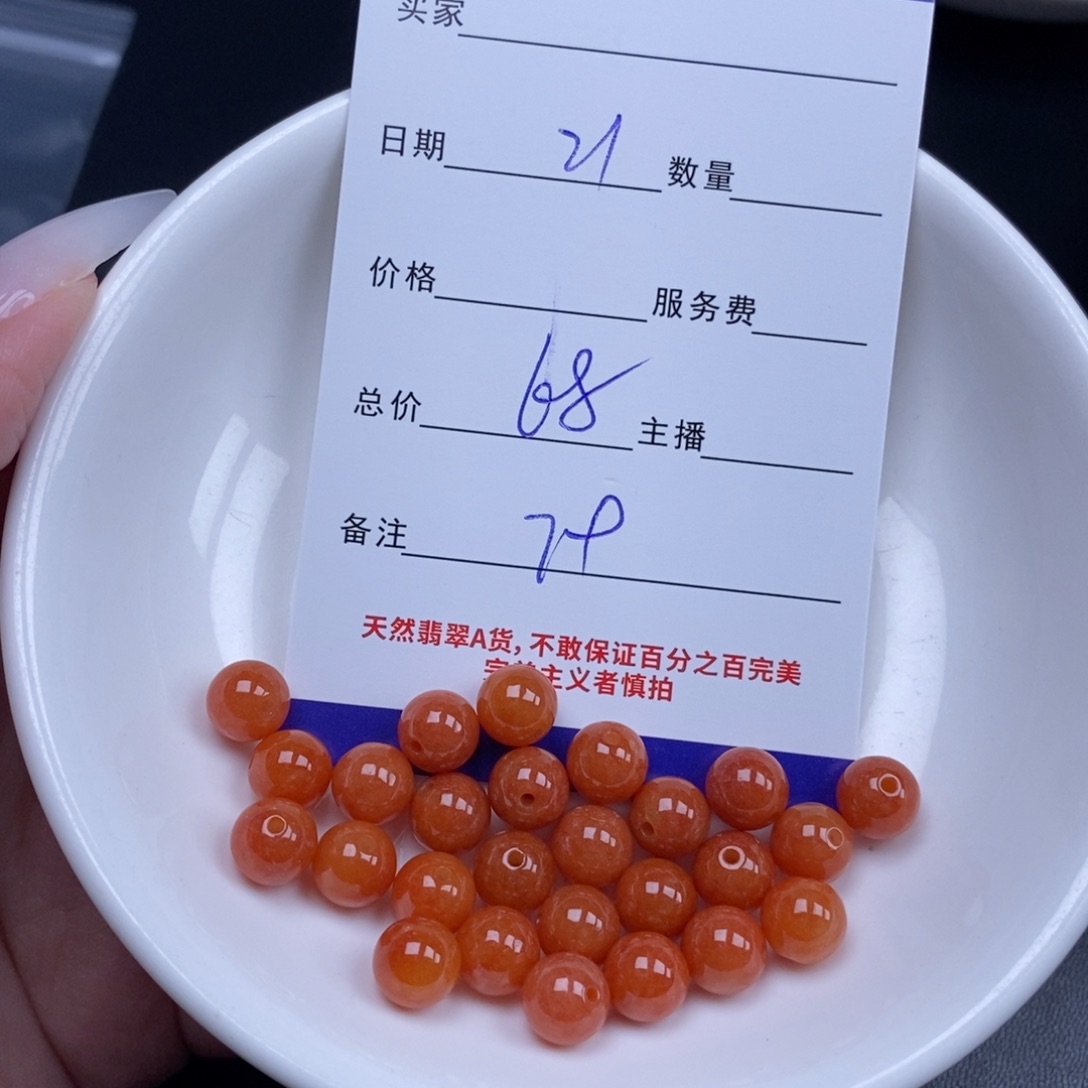 买家
日期 21 数量
价格 服务费
总价 68 主播
备注
天然翡翠A货,不敢保证百分之百完美
完美主义者慎拍